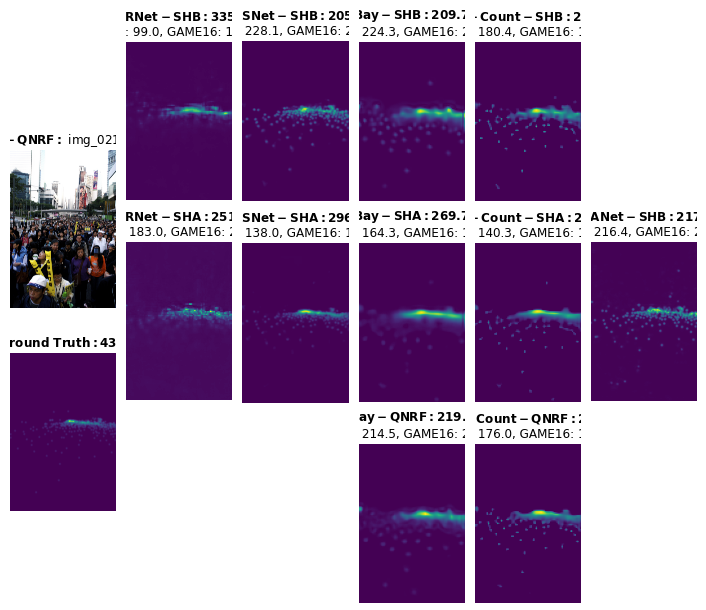 RNet-SHB: 335
: 99.0, GAME16: 1
SNet-SHB: 205
228.1, GAME16: 2
Bay-SHB: 209.7
224.3, GAME16: 2
-Count-SHB: 2
180.4, GAME16: 1
- QNRF: img_021
RNet-SHA: 251
183.0, GAME16: 2
SNet-SHA: 296
138.0, GAME16: 1
Bay-SHA: 269.7
164.3, GAME16: 1
-Count-SHA: 2
140.3, GAME16: 1
ANet-SHB: 217
216.4, GAME16: 2
round Truth: 43
ay-QNRF: 219.
214.5, GAME16: 2
Count-QNRF: 2
176.0, GAME16: 1